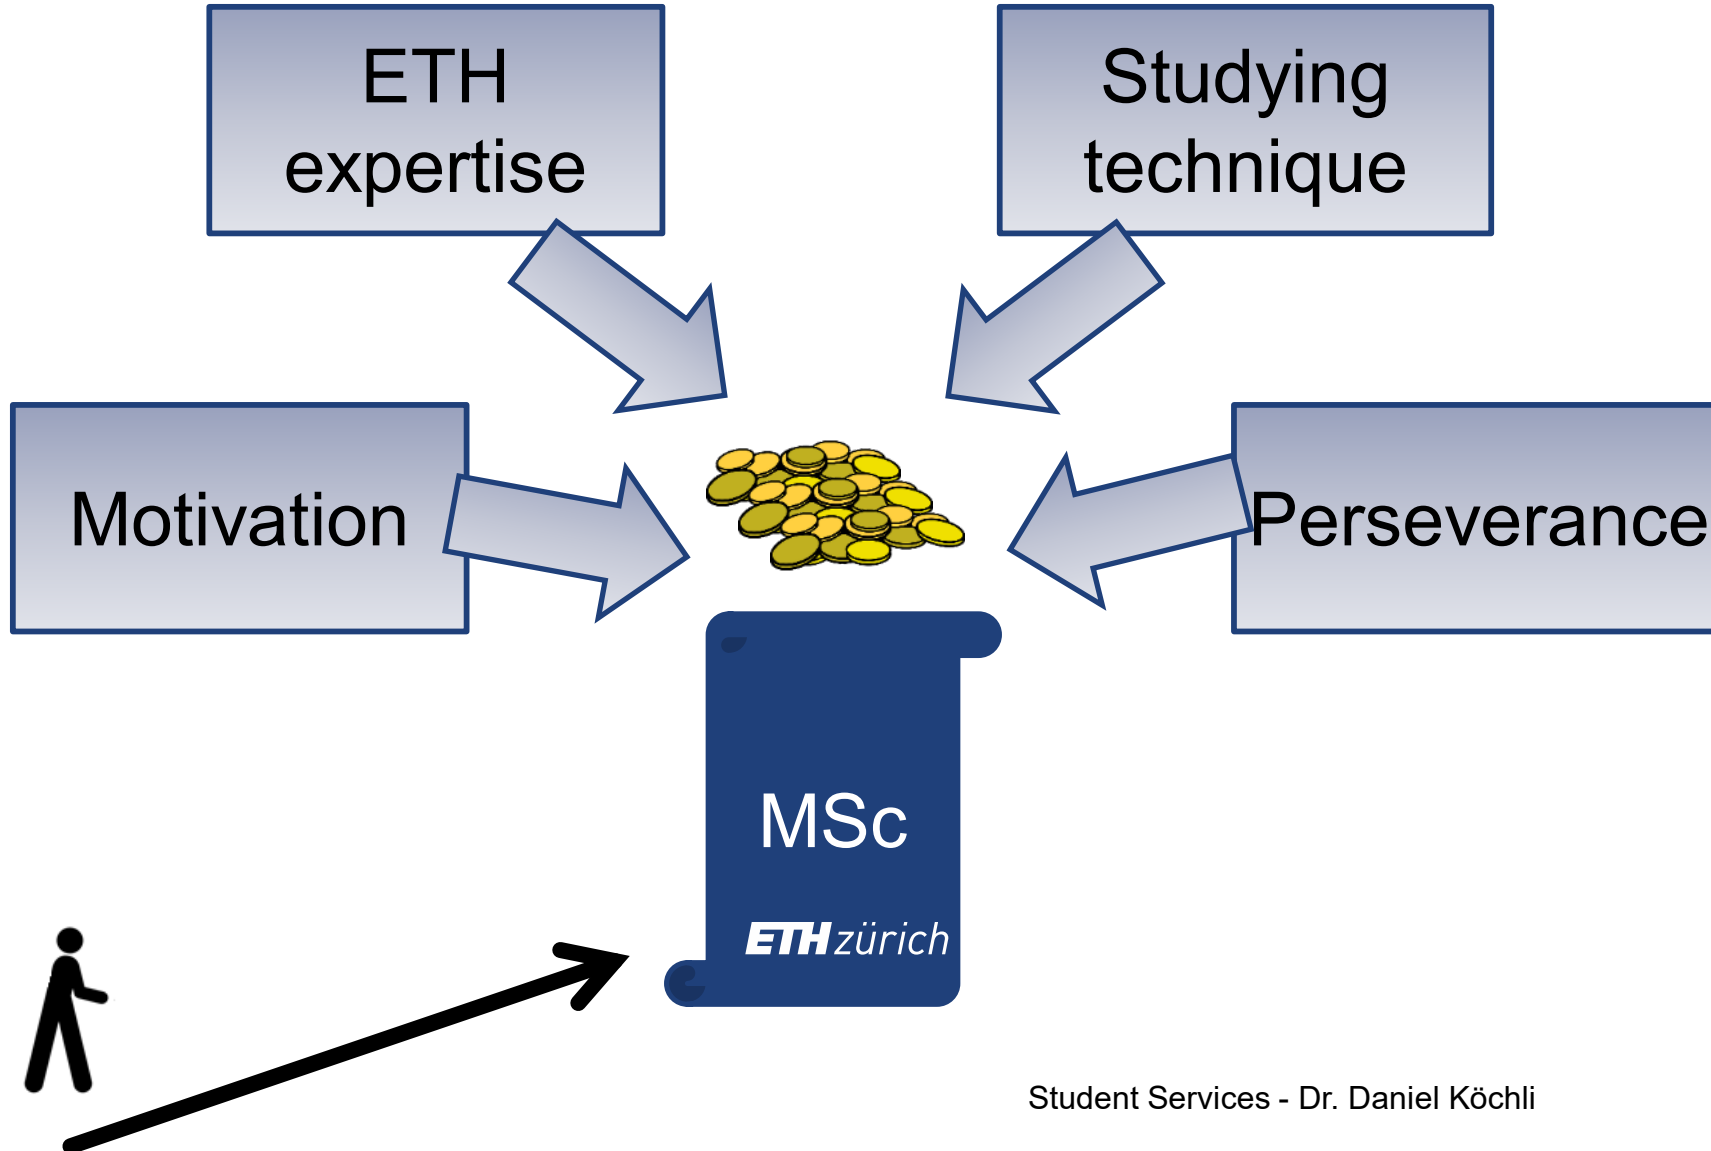 ETH
expertise
Studying
technique
Motivation
Perseverance
MSc
ETH zürich
Student Services - Dr. Daniel Köchli